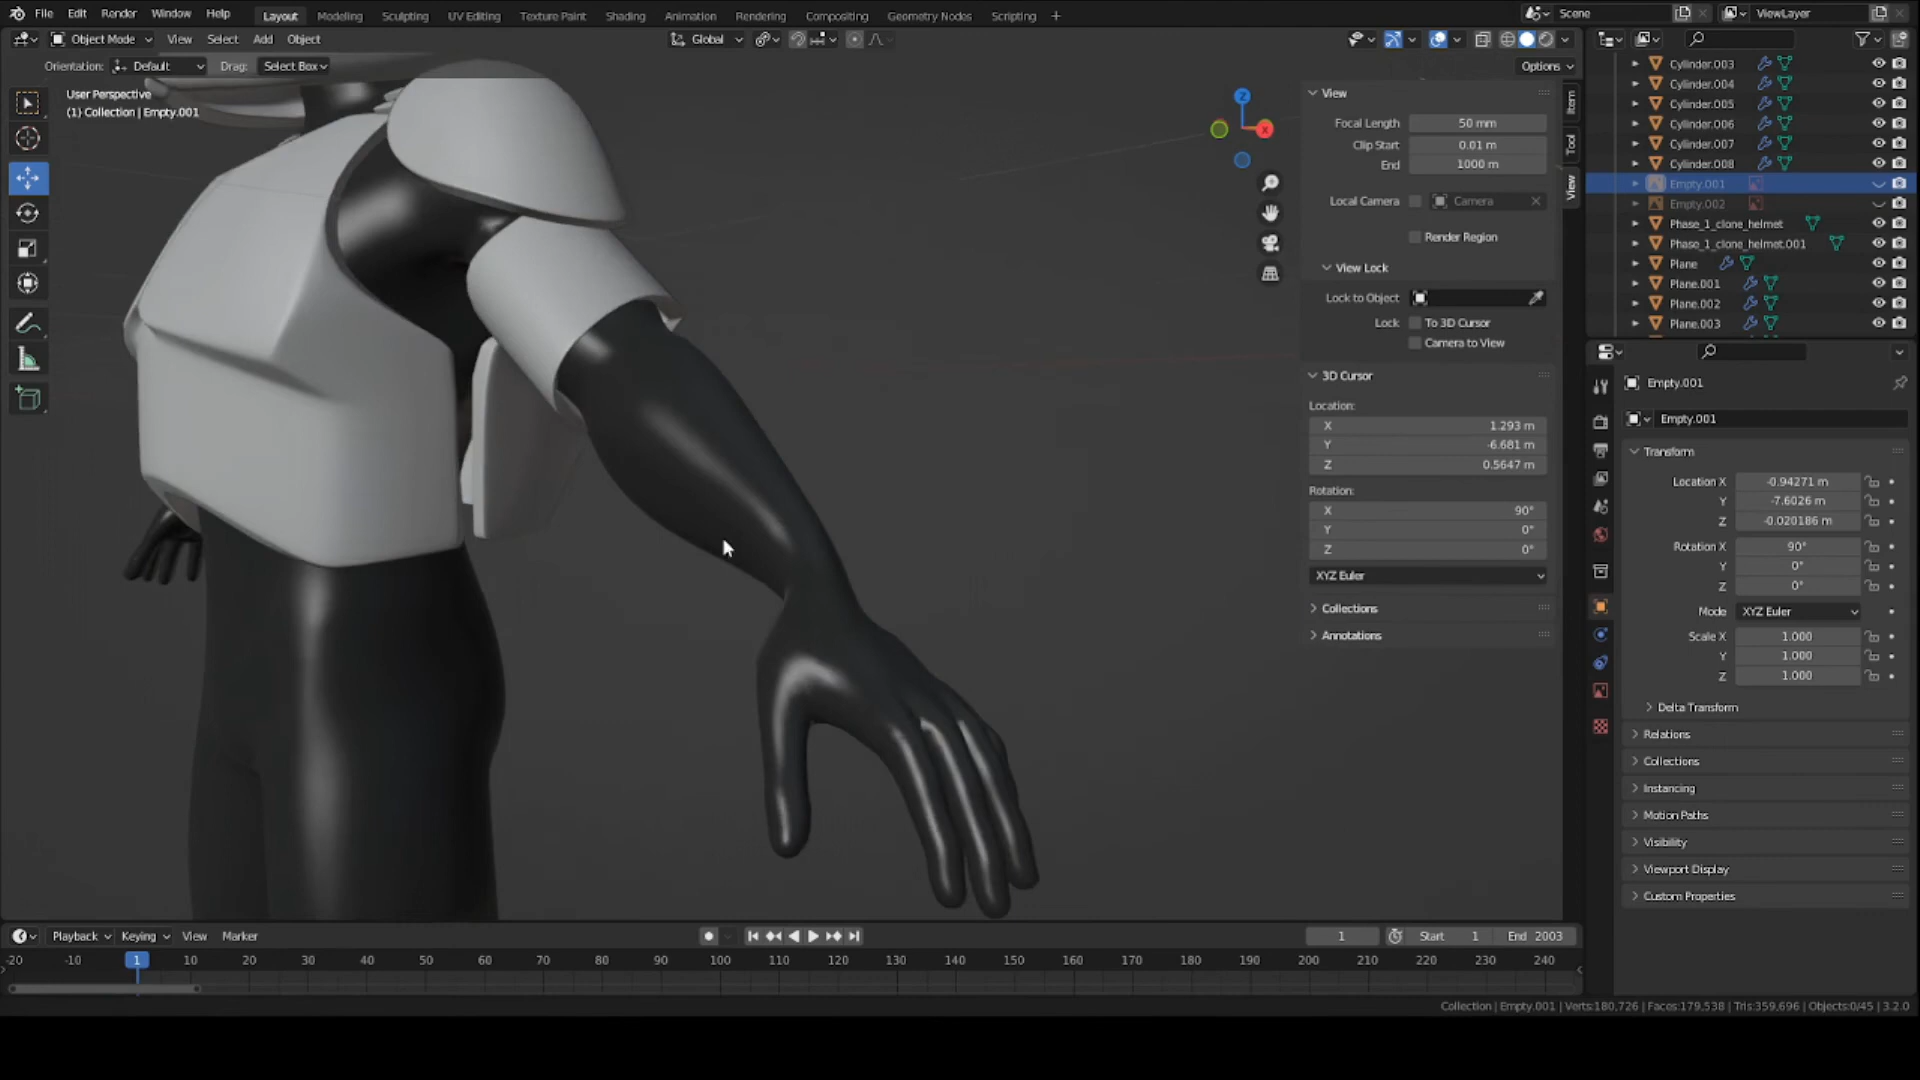 File Edit Render Window Help Layout Modeling Sculpting UV Editing Texture Paint Shading Animation Rendering Compositing Geometry Nodes Scripting + Scene ViewLayer
Object Mode View Select Add Object Global
Orientation: Default Drag: Select Box Options
User Perspective
(1) Collection | Empty.001
Z
X
View
Focal Length 50 mm
Clip Start 0.01 m
End 1000 m
Local Camera Camera
Render Region
View Lock
Lock to Object
Lock To 3D Cursor
Camera to View
3D Cursor
Location:
X 1.293 m
Y -6.681 m
Z 0.5647 m
Rotation:
X 90°
Y 0°
Z 0°
XYZ Euler
Collections
Annotations
Item
Tool
View
Cylinder.003
Cylinder.004
Cylinder.005
Cylinder.006
Cylinder.007
Cylinder.008
Empty.001
Empty.002
Phase_1_clone_helmet
Phase_1_clone_helmet.001
Plane
Plane.001
Plane.002
Plane.003
Empty.001
Empty.001
Transform
Location X -0.94271 m
Y -7.6026 m
Z -0.020186 m
Rotation X 90°
Y 0°
Z 0°
Mode XYZ Euler
Scale X 1.000
Y 1.000
Z 1.000
Delta Transform
Relations
Collections
Instancing
Motion Paths
Visibility
Viewport Display
Custom Properties
Playback Keying View Marker 1 Start 1 End 2003
-20 -10 1 10 20 30 40 50 60 70 80 90 100 110 120 130 140 150 160 170 180 190 200 210 220 230 240
Collection | Empty.001 | Verts:180,726 | Faces:179,538 | Tris:359,696 | Objects:0/45 | 3.2.0